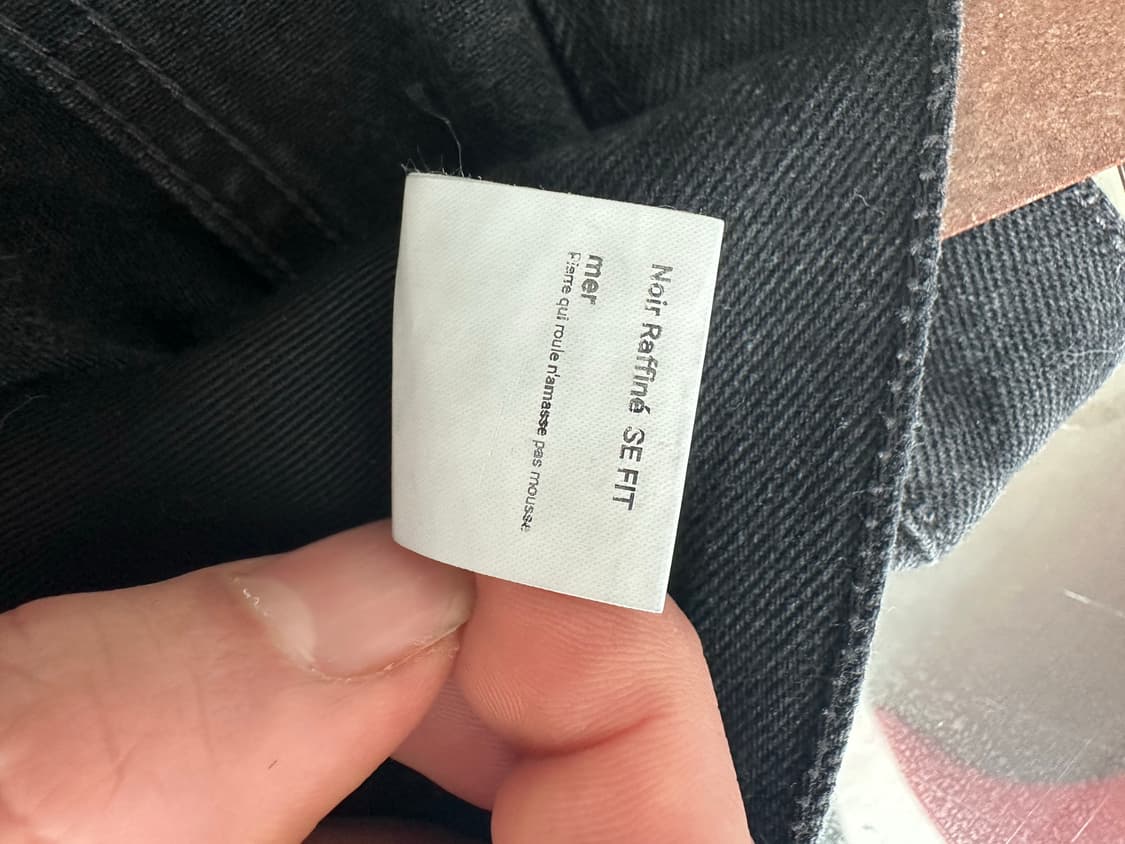 Noir Raffiné SE FIT
mer
Pierre qui roule n'amasse pas mousse